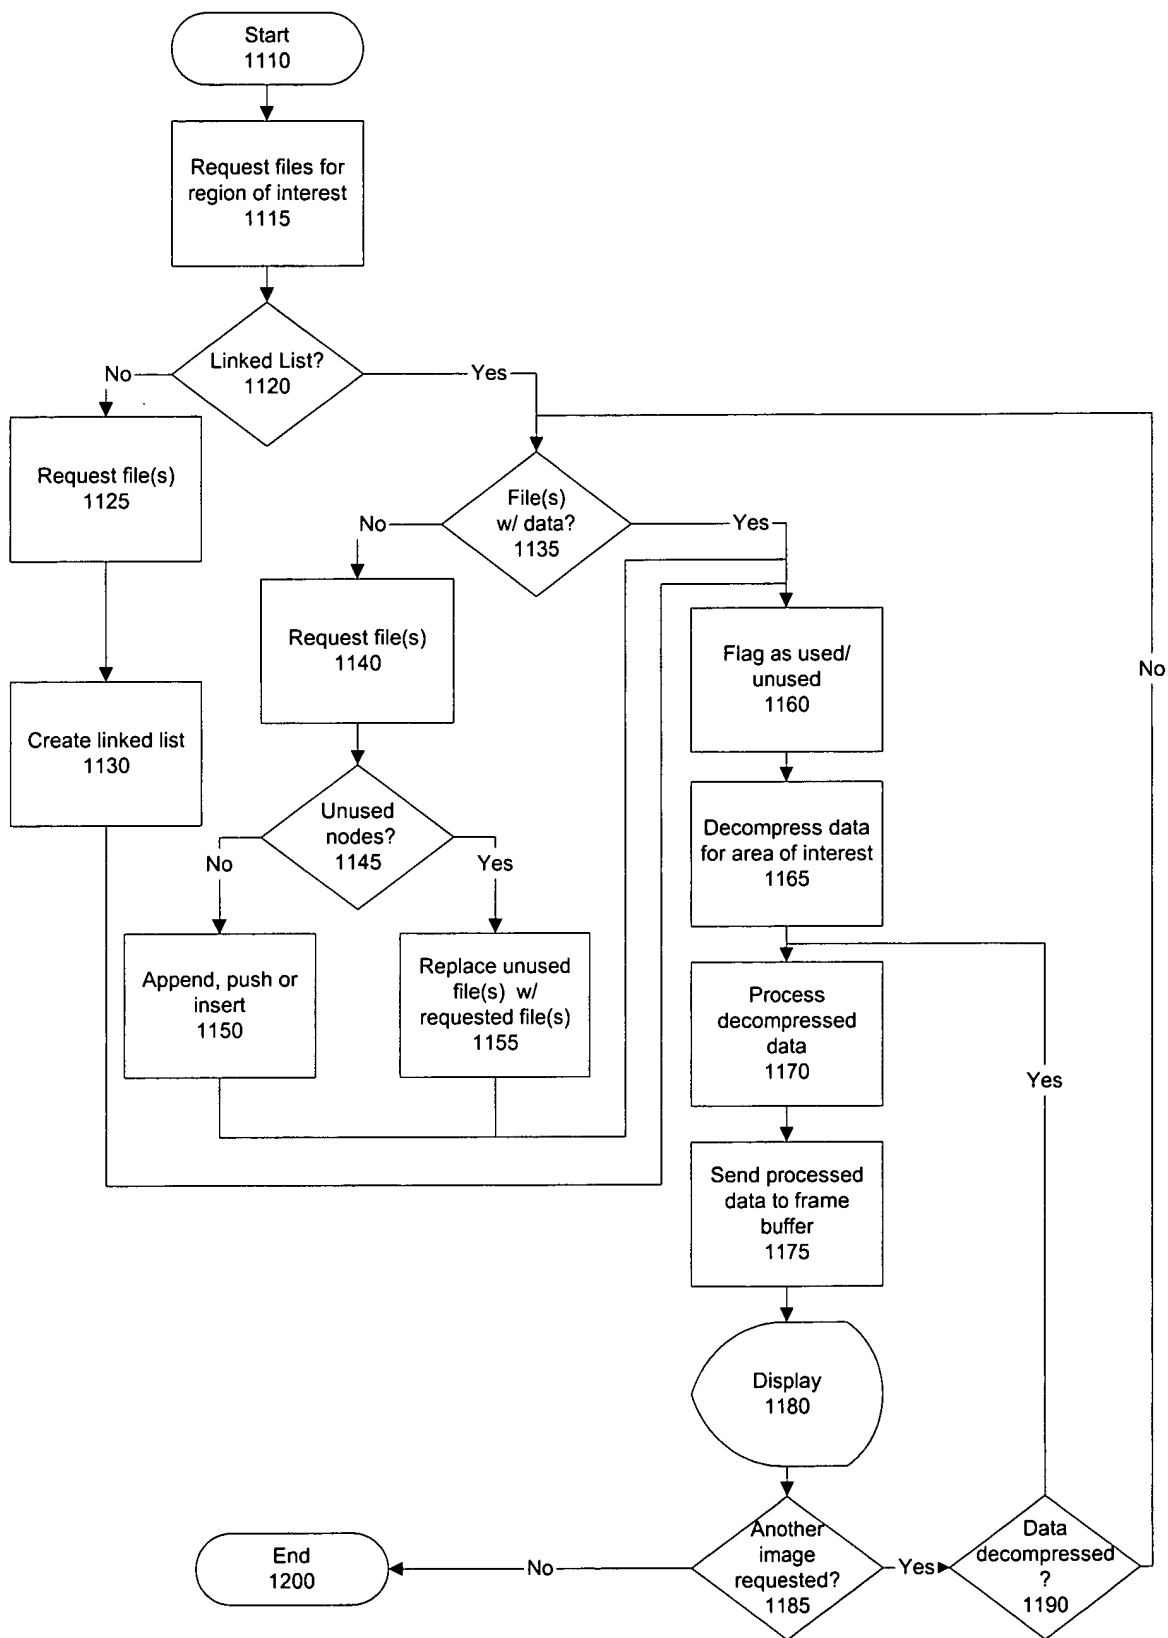 Start
1110
Request files for
region of interest
1115
Linked List?
1120
No
Yes
Request file(s)
1125
File(s)
w/ data?
1135
No
Yes
Request file(s)
1140
Flag as used/
unused
1160
No
Create linked list
1130
Unused
nodes?
1145
No
Yes
Decompress data
for area of interest
1165
Append, push or
insert
1150
Replace unused
file(s) w/
requested file(s)
1155
Process
decompressed
data
1170
Yes
Send processed
data to frame
buffer
1175
Display
1180
Another
image
requested?
1185
No
Yes
Data
decompressed
?
1190
End
1200